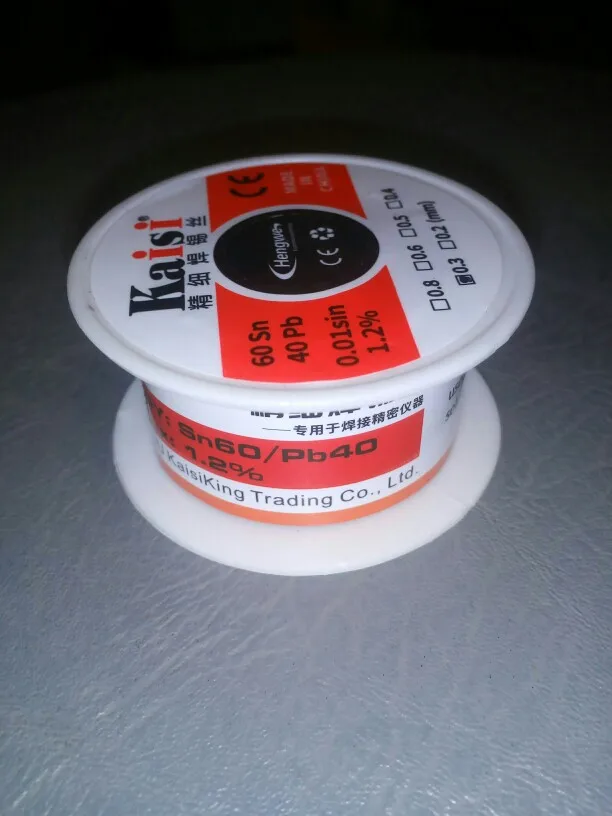 Kaisi®
精细焊锡丝
CE
MADE
IN
CHINA
Hengwei
CE
60 Sn
40 Pb
0.01sin
1.2%
□0.8 □0.6 □0.5 □0.4
▣0.3 □0.2 (mm)
——专用于焊接精密仪器
Sn60/Pb40
1.2%
KaisiKing Trading Co., Ltd.